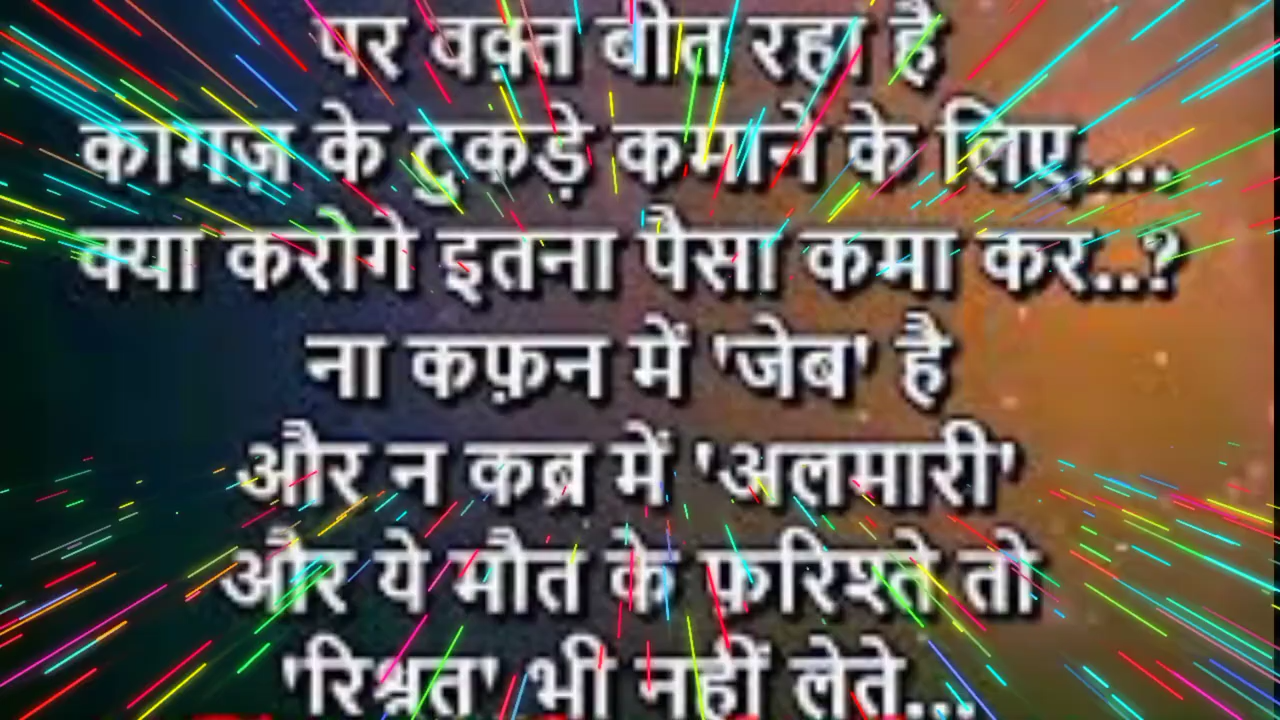 पर वक़्त बीत रहा है
कागज़ के टुकड़े कमाने के लिए....
क्या करोगे इतना पैसा कमा कर..?
ना कफ़न में 'जेब' है
और न कब्र में 'अलमारी'
और ये मौत के फ़रिश्ते तो
'रिश्वत' भी नहीं लेते...